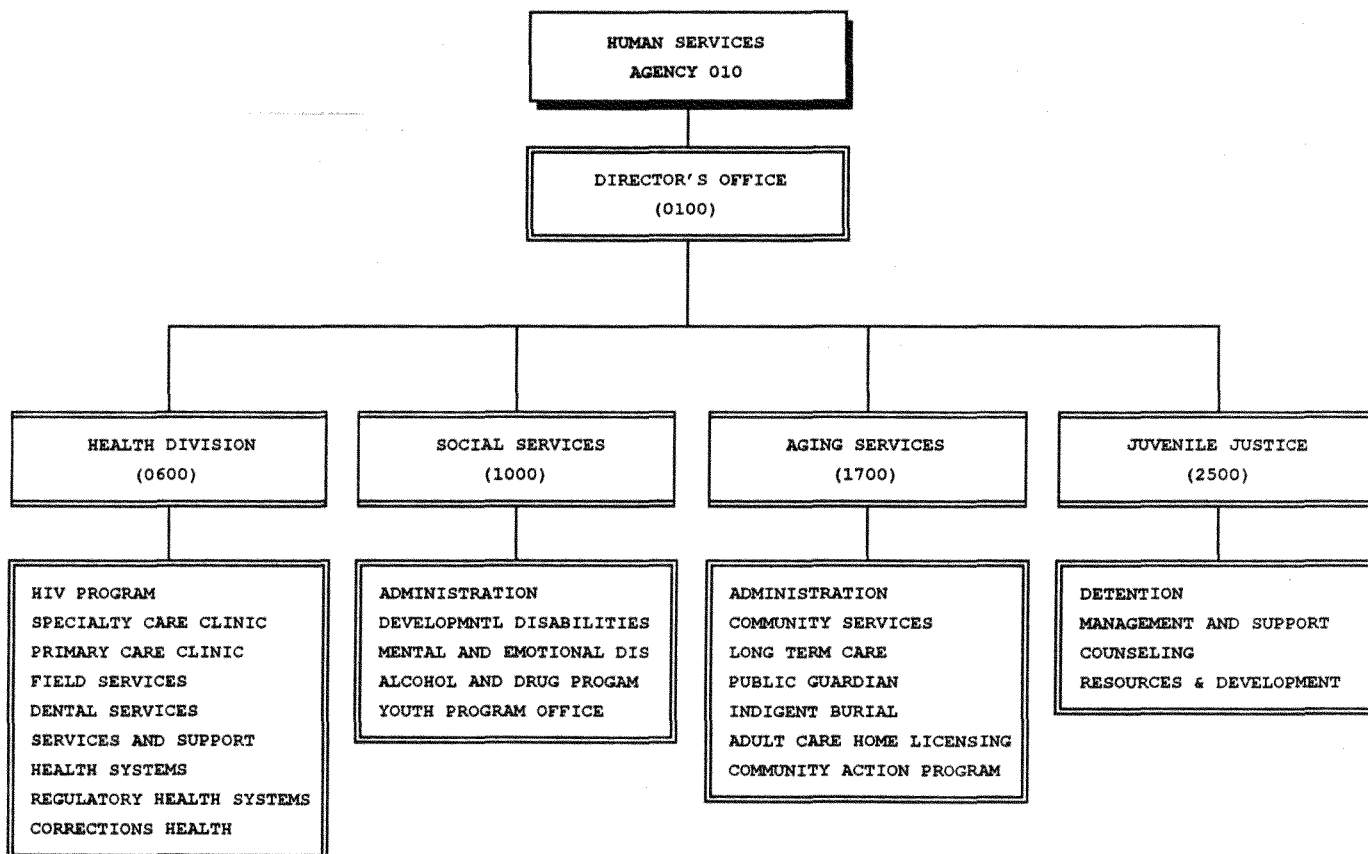 HUMAN SERVICES
AGENCY 010
DIRECTOR'S OFFICE
(0100)
HEALTH DIVISION
(0600)
SOCIAL SERVICES
(1000)
AGING SERVICES
(1700)
JUVENILE JUSTICE
(2500)
HIV PROGRAM
SPECIALTY CARE CLINIC
PRIMARY CARE CLINIC
FIELD SERVICES
DENTAL SERVICES
SERVICES AND SUPPORT
HEALTH SYSTEMS
REGULATORY HEALTH SYSTEMS
CORRECTIONS HEALTH
ADMINISTRATION
DEVELOPMNTL DISABILITIES
MENTAL AND EMOTIONAL DIS
ALCOHOL AND DRUG PROGAM
YOUTH PROGRAM OFFICE
ADMINISTRATION
COMMUNITY SERVICES
LONG TERM CARE
PUBLIC GUARDIAN
INDIGENT BURIAL
ADULT CARE HOME LICENSING
COMMUNITY ACTION PROGRAM
DETENTION
MANAGEMENT AND SUPPORT
COUNSELING
RESOURCES & DEVELOPMENT